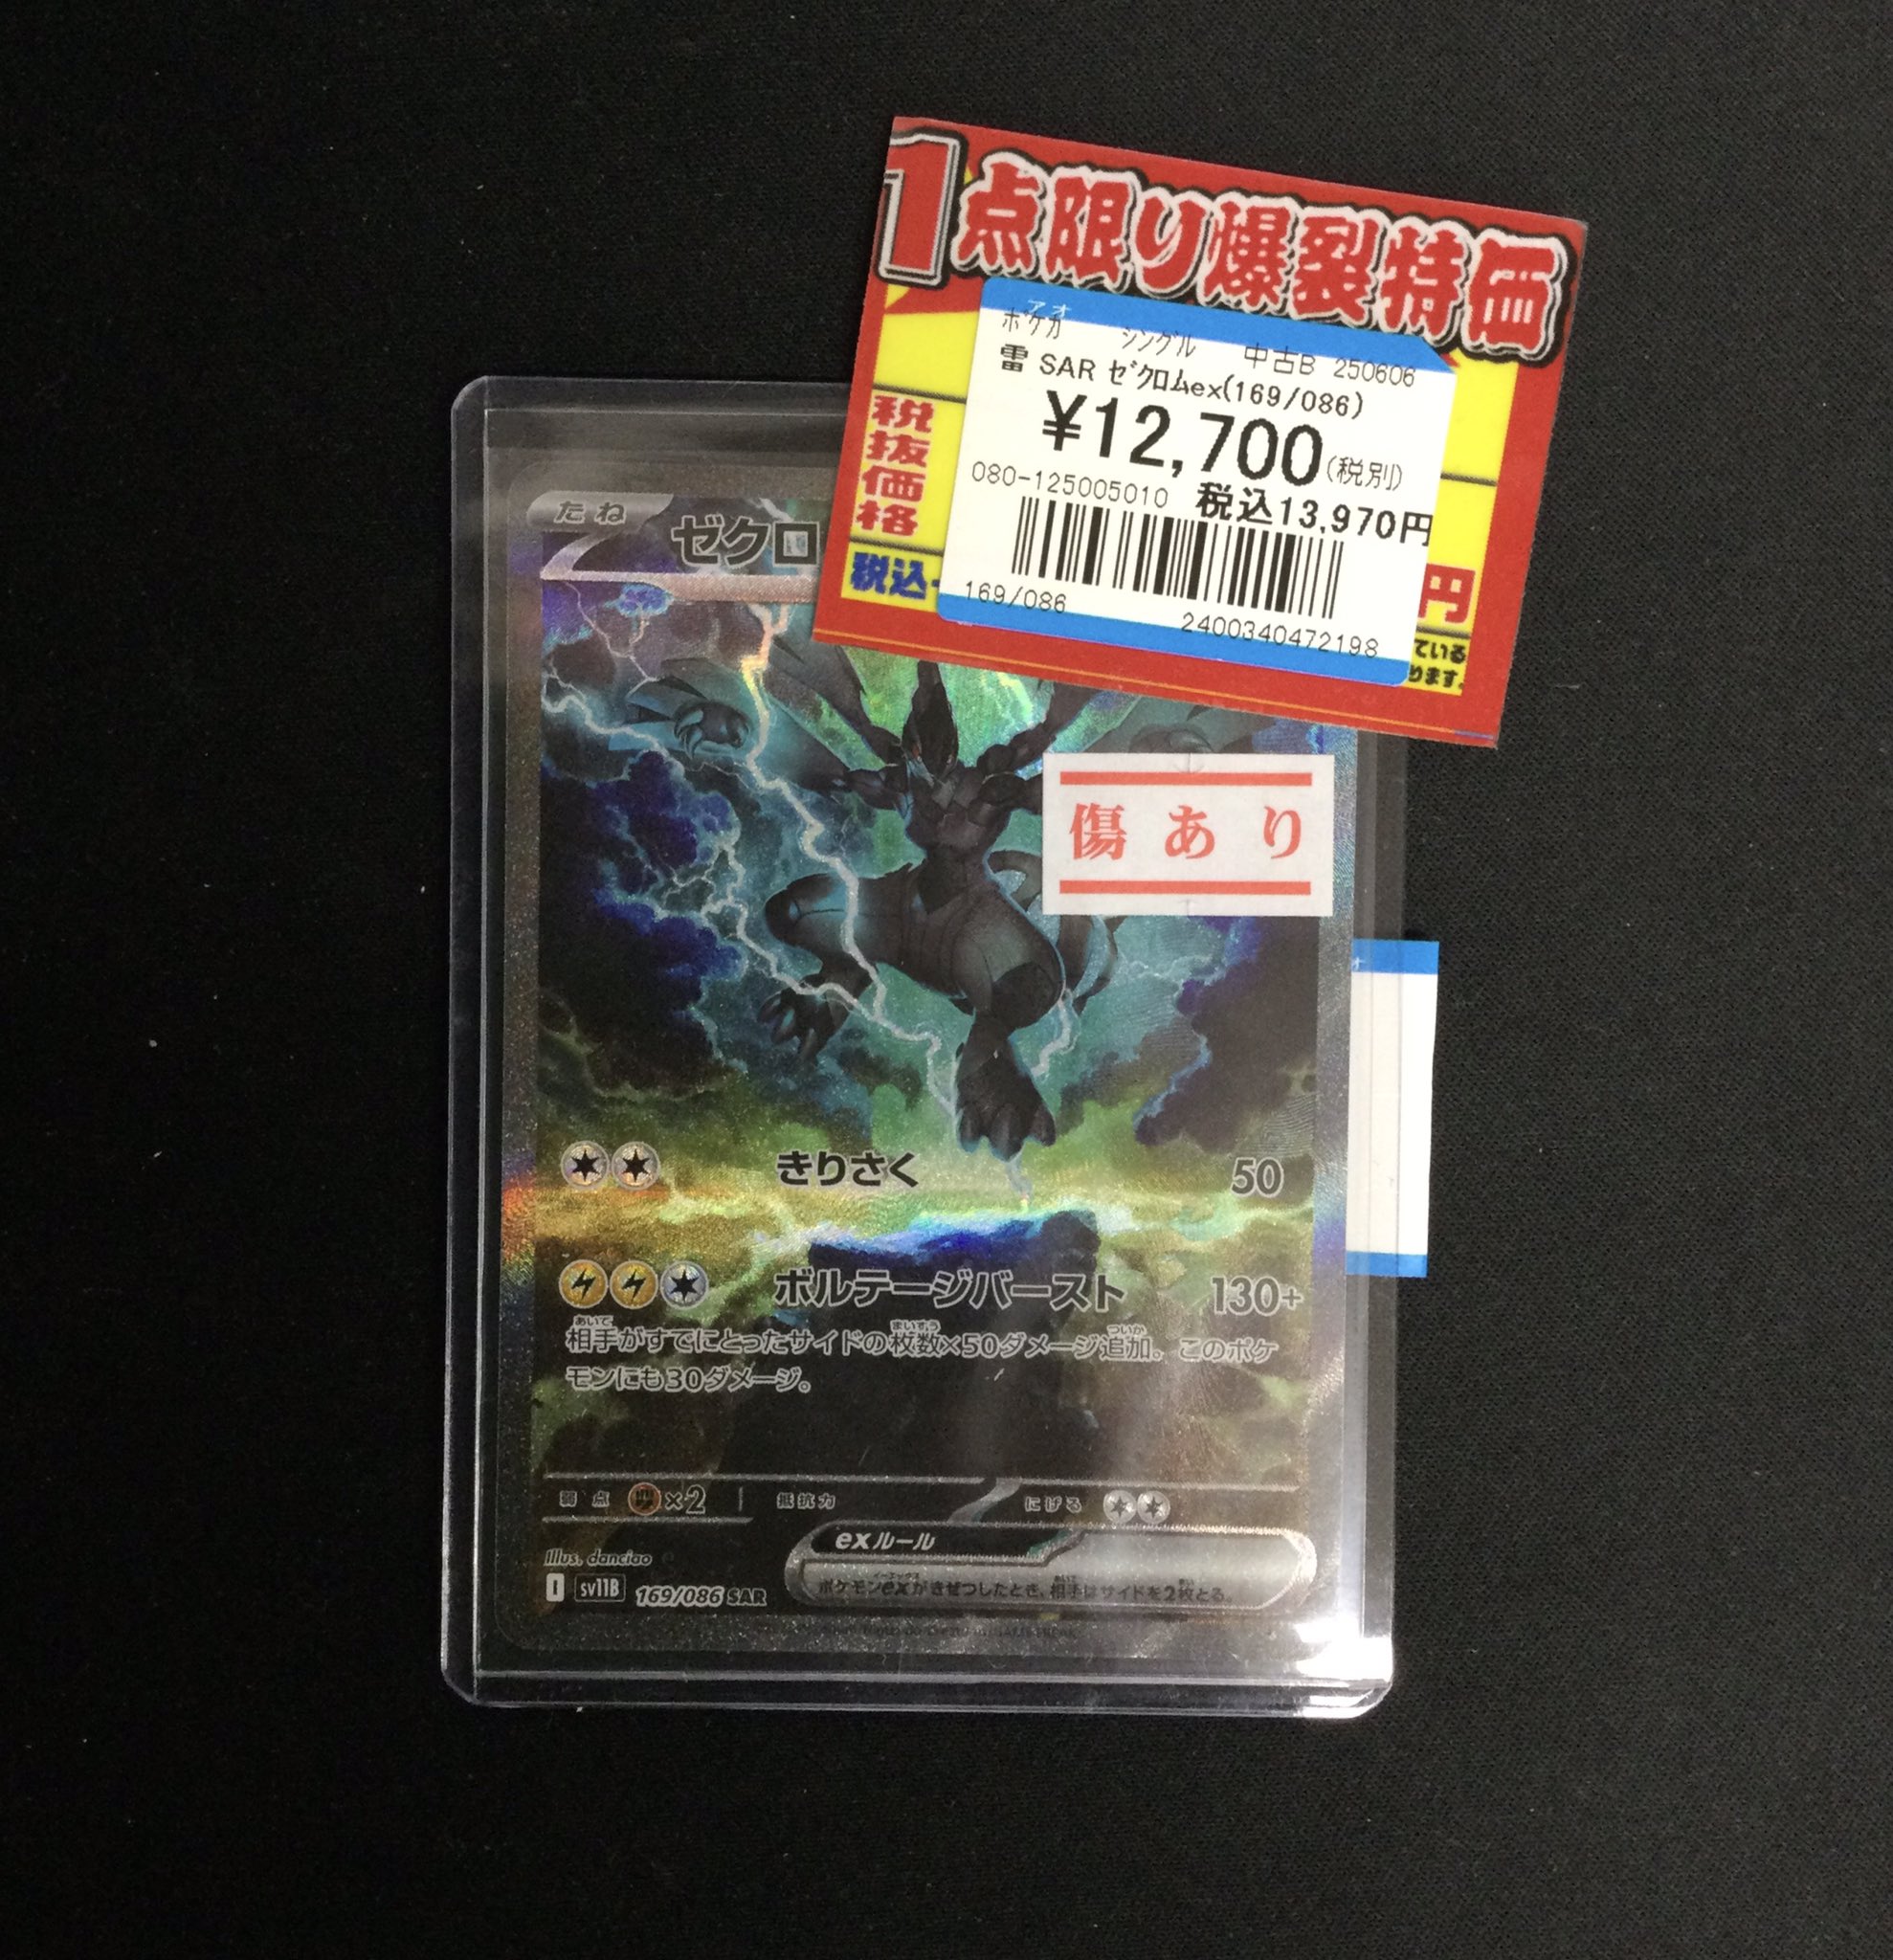 1点限り爆裂特価
アオ
ポケカ シングル 中古B 250606
雷 SAR ゼクロムex(169/086)
¥12,700(税別)
080-125005010 税込13,970円
169/086
2400340472198
税抜価格
税込
円
ている
ります。
たね
ゼクロ
傷あり
オ
きりさく 50
ボルテージバースト 130+
相手がすでにとったサイドの枚数×50ダメージ追加。このポケ
モンにも30ダメージ。
弱点 ×2 抵抗力 にげる
exルール
ポケモンexがきぜつしたとき、相手はサイドを2枚とる。
Illus. danciao
I sv11B 169/086 SAR